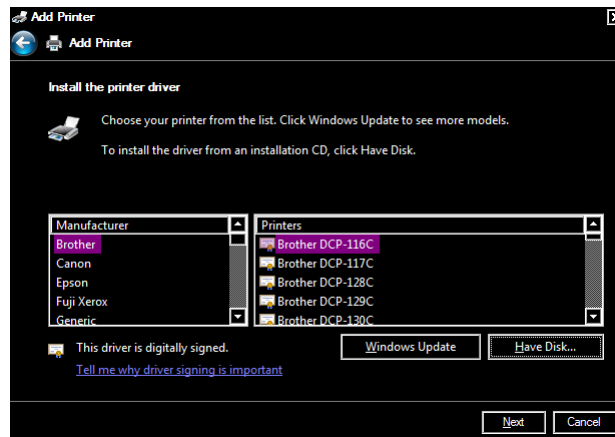 Add Printer
Add Printer
Install the printer driver
Choose your printer from the list. Click Windows Update to see more models.
To install the driver from an installation CD, click Have Disk.
Manufacturer
Brother
Canon
Epson
Fuji Xerox
Generic
Printers
Brother DCP-116C
Brother DCP-117C
Brother DCP-128C
Brother DCP-129C
Brother DCP-130C
This driver is digitally signed.
Tell me why driver signing is important
Windows Update
Have Disk...
Next
Cancel